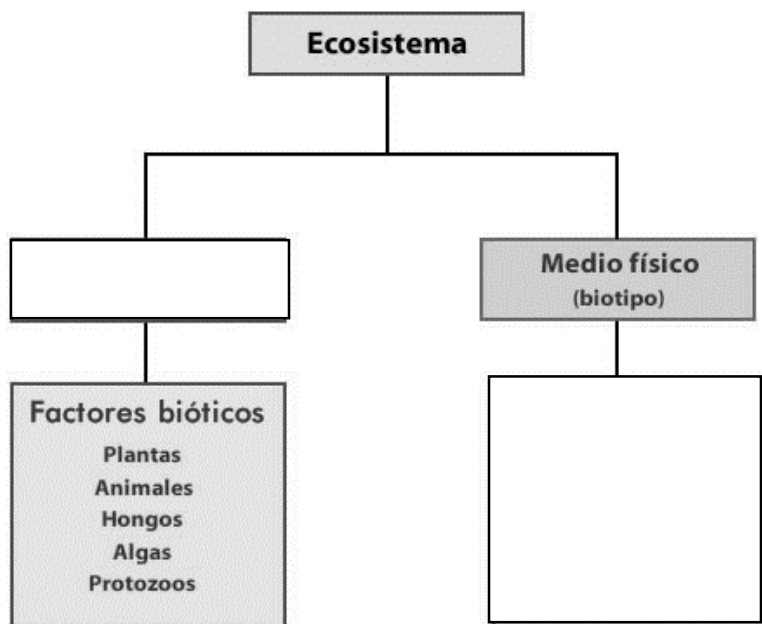 Ecosistema
Medio físico
(biotipo)
Factores bióticos
Plantas
Animales
Hongos
Algas
Protozoos